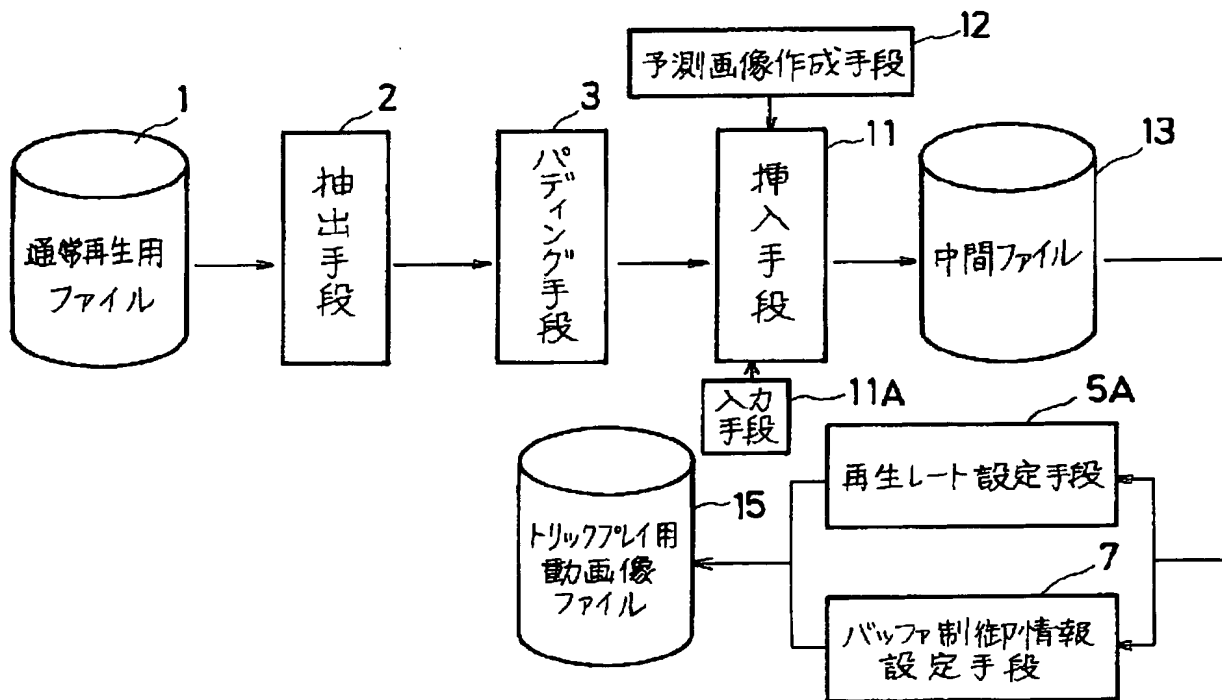 12
予測画像作成手段
1
通常再生用
ファイル
2
抽出手段
3
パディング手段
11
挿入手段
13
中間ファイル
11A
入力
手段
5A
再生レート設定手段
15
トリックプレイ用
動画像
ファイル
7
バッファ制御情報
設定手段